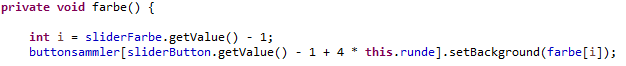 private void farbe() {
int i = sliderFarbe.getValue() - 1;
buttonsammler[sliderButton.getValue() - 1 + 4 * this.runde].setBackground(farbe[i]);